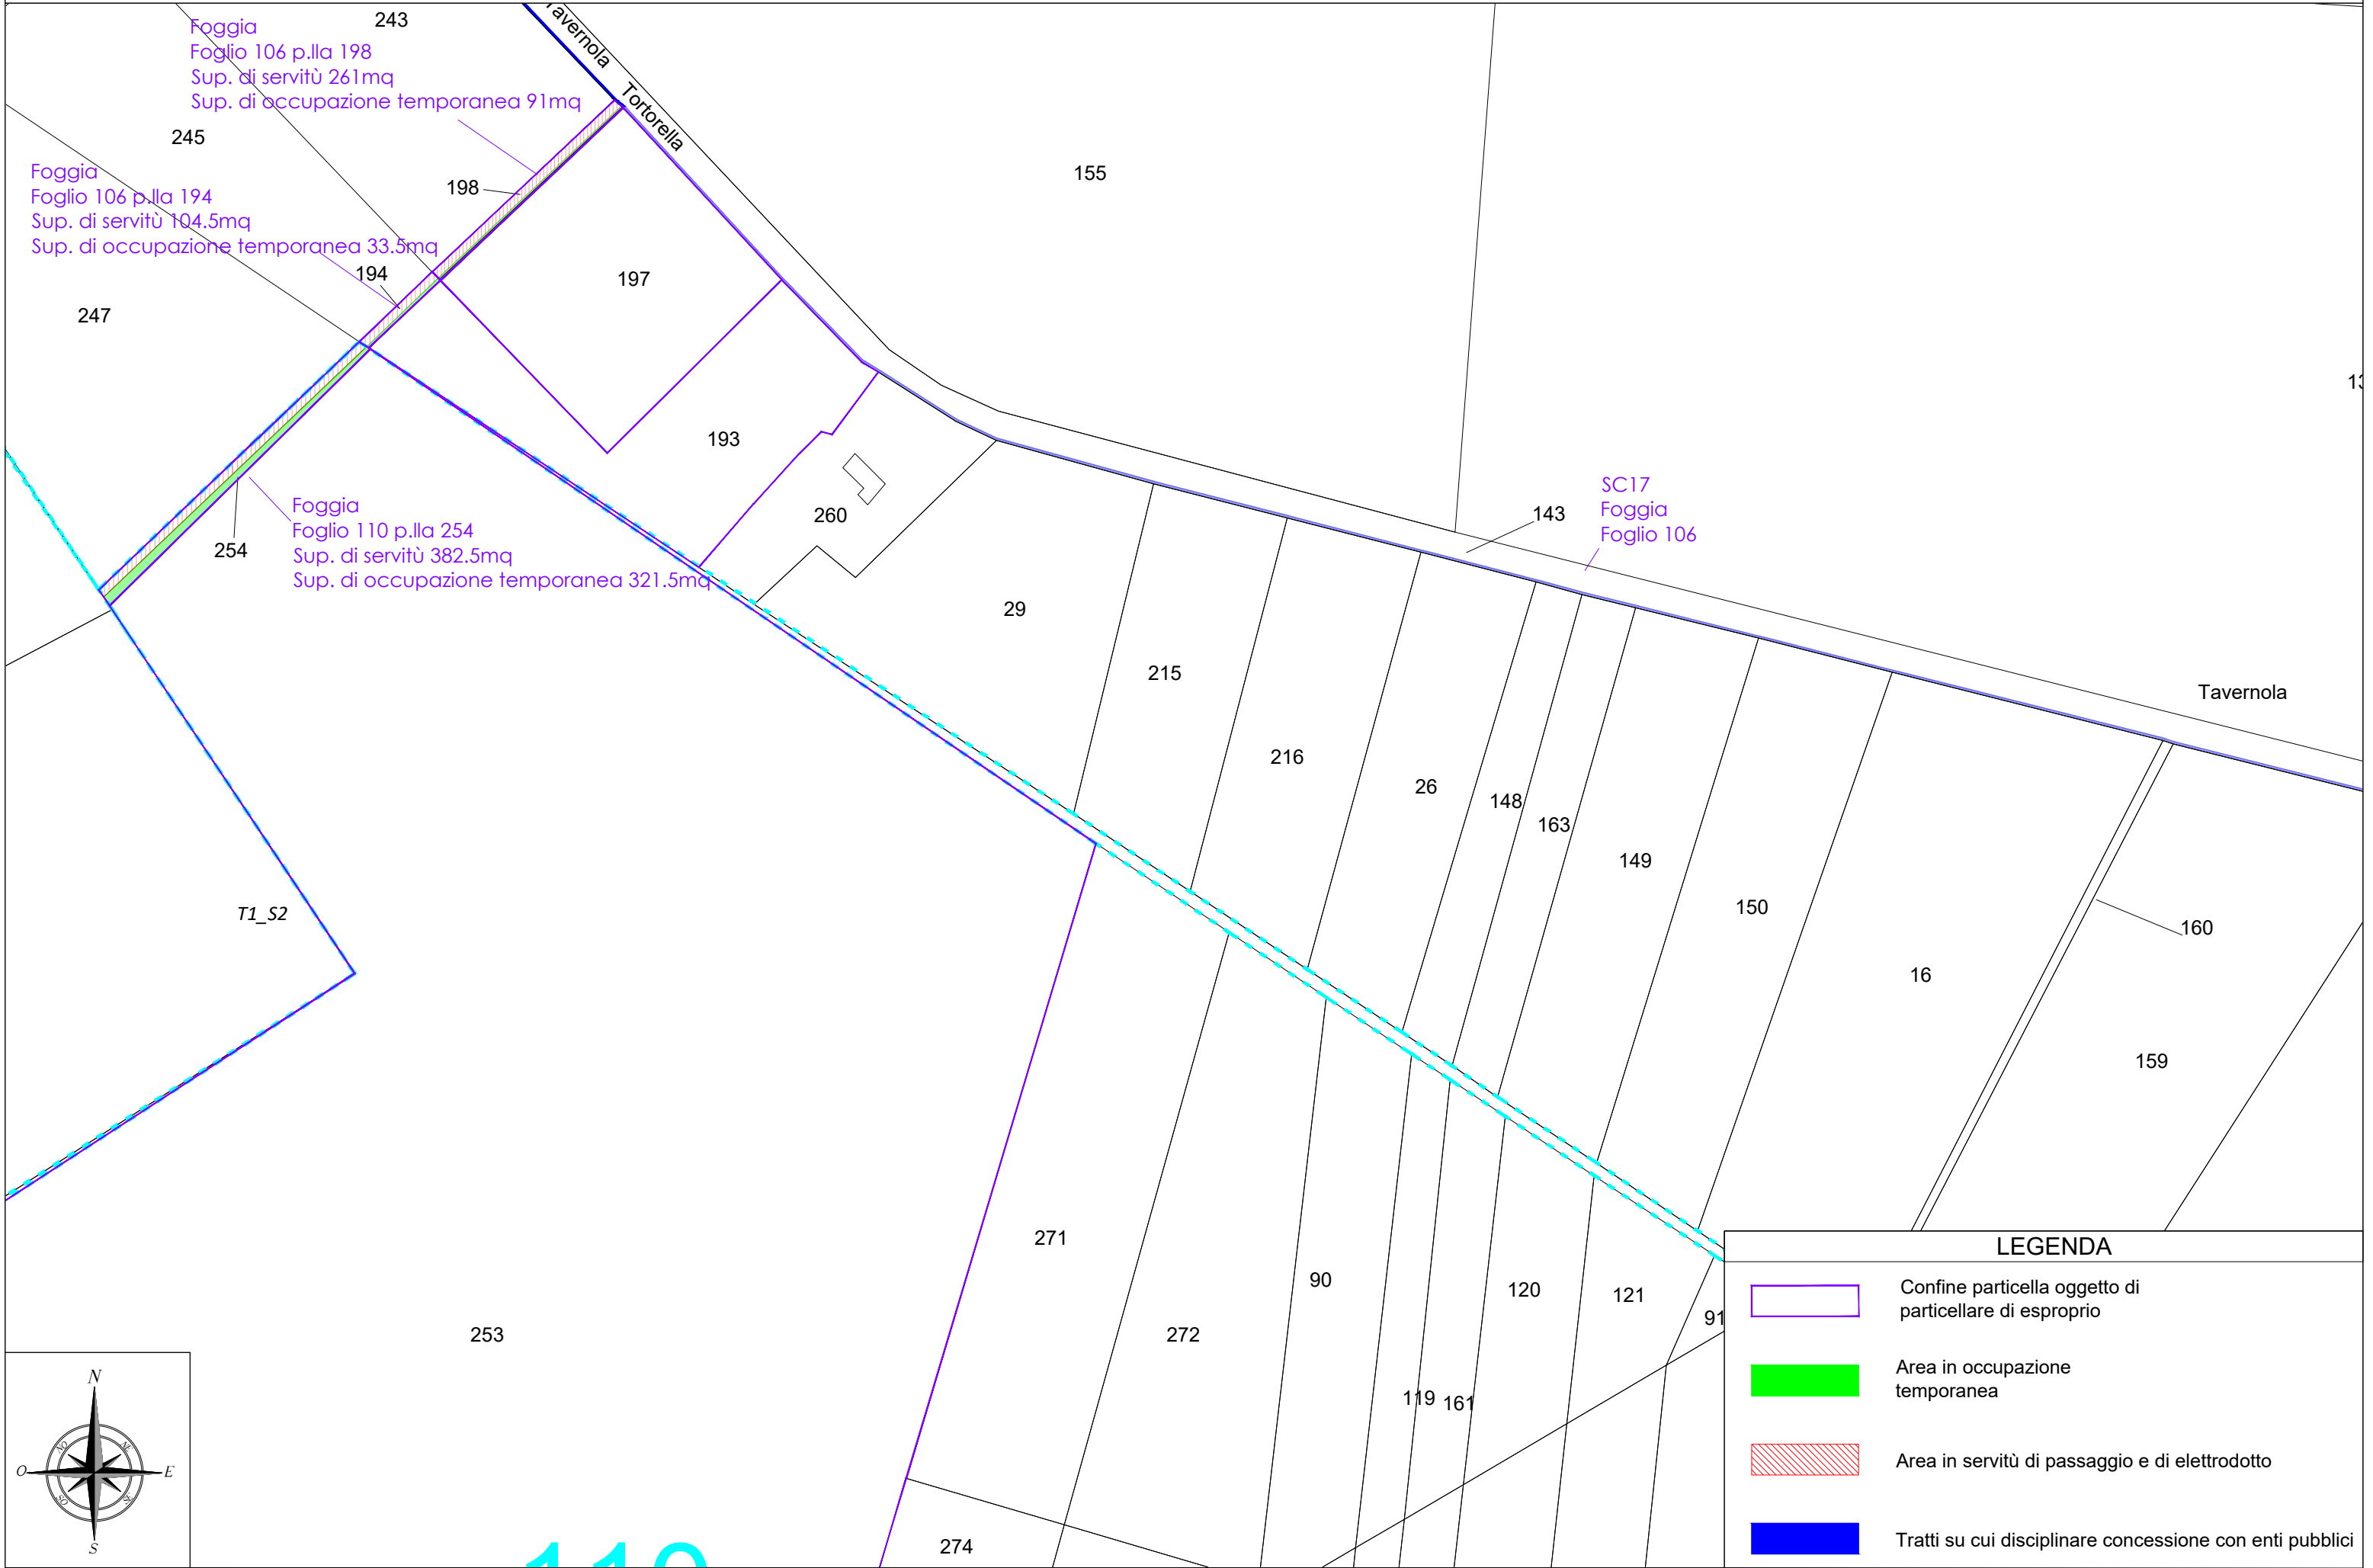 243
Foggia
Foglio 106 p.lla 198
Sup. di servitù 261mq
Sup. di occupazione temporanea 91mq
Tavernola
Tortorella
245
155
Foggia
Foglio 106 p.lla 194
Sup. di servitù 104.5mq
Sup. di occupazione temporanea 33.5mq
198
194
197
247
193
260
Foggia
Foglio 110 p.lla 254
Sup. di servitù 382.5mq
Sup. di occupazione temporanea 321.5mq
254
SC17
Foggia
Foglio 106
143
29
215
216
26
148
163
149
150
Tavernola
160
16
159
T1_S2
271
90
120
121
91
253
272
119
161
274
LEGENDA
Confine particella oggetto di
particellare di esproprio
Area in occupazione
temporanea
Area in servitù di passaggio e di elettrodotto
Tratti su cui disciplinare concessione con enti pubblici
N
NO
O
E
SO
S